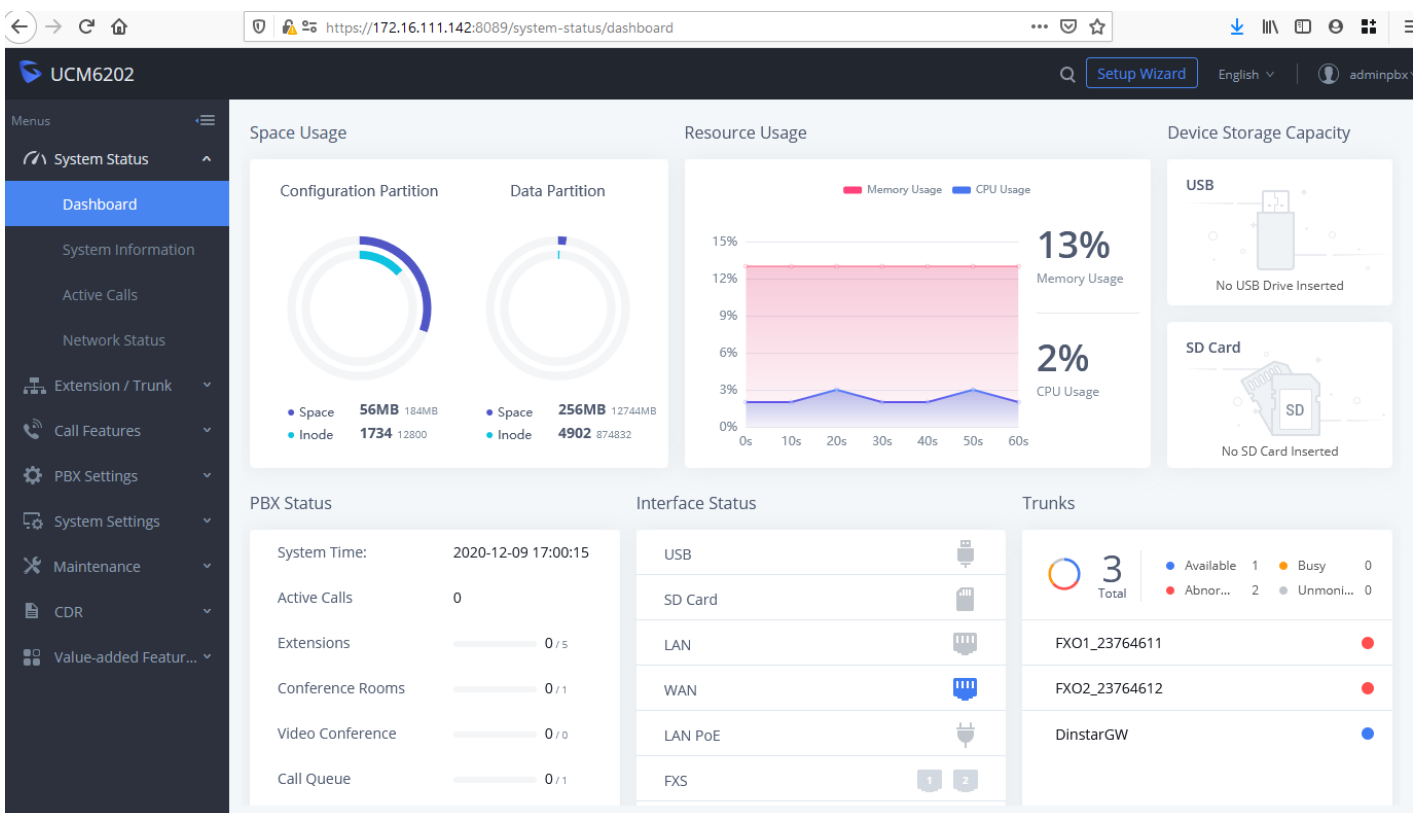 https://172.16.111.142:8089/system-status/dashboard
UCM6202
Setup Wizard
English
adminpbx
Menus
System Status
Dashboard
System Information
Active Calls
Network Status
Extension / Trunk
Call Features
PBX Settings
System Settings
Maintenance
CDR
Value-added Featur...
Space Usage
Configuration Partition
Data Partition
Space 56MB 184MB
Inode 1734 12800
Space 256MB 12744MB
Inode 4902 874832
Resource Usage
Memory Usage CPU Usage
15%
12%
9%
6%
3%
0%
0s 10s 20s 30s 40s 50s 60s
13%
Memory Usage
2%
CPU Usage
Device Storage Capacity
USB
No USB Drive Inserted
SD Card
SD
No SD Card Inserted
PBX Status
System Time: 2020-12-09 17:00:15
Active Calls 0
Extensions 0 / 5
Conference Rooms 0 / 1
Video Conference 0 / 0
Call Queue 0 / 1
Interface Status
USB
SD Card
LAN
WAN
LAN PoE
FXS 1 2
Trunks
3
Total
Available 1 Busy 0
Abnor... 2 Unmoni... 0
FXO1_23764611
FXO2_23764612
DinstarGW